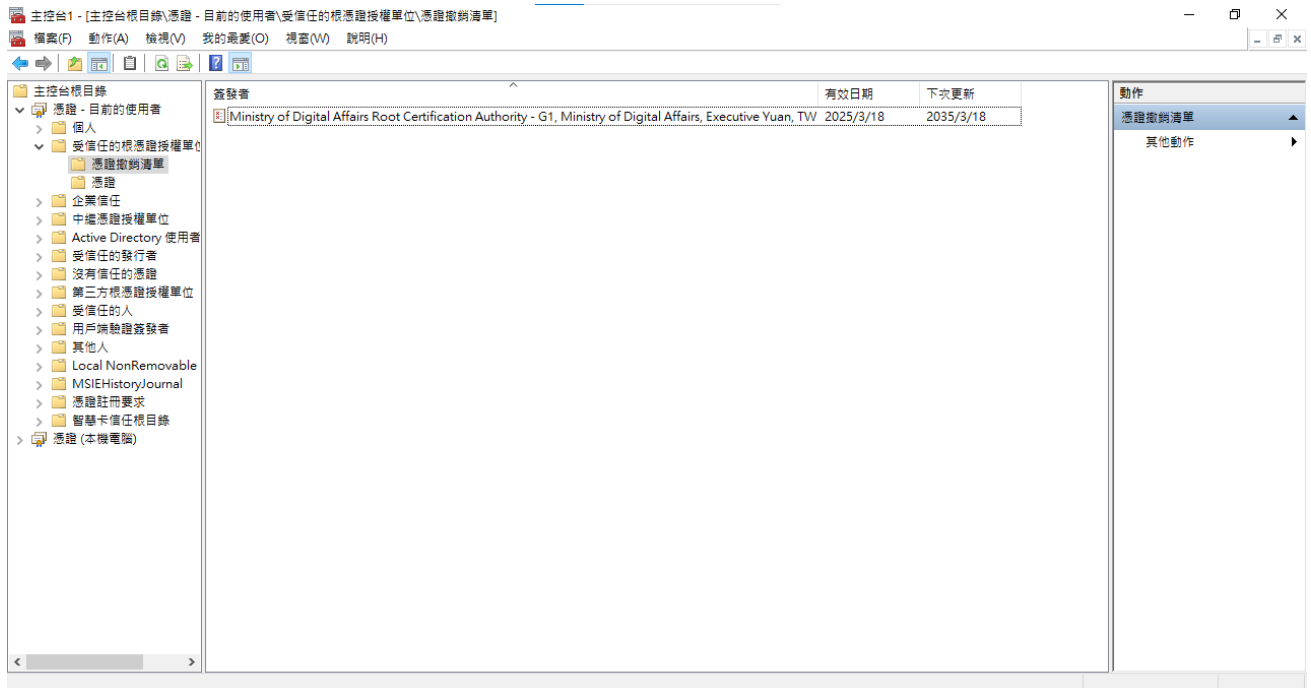 主控台1 - [主控台根目錄\憑證 - 目前的使用者\受信任的根憑證授權單位\憑證撤銷清單]
檔案(F) 動作(A) 檢視(V) 我的最愛(O) 視窗(W) 說明(H)
主控台根目錄
憑證 - 目前的使用者
個人
受信任的根憑證授權單位
憑證撤銷清單
憑證
企業信任
中繼憑證授權單位
Active Directory 使用者
受信任的發行者
沒有信任的憑證
第三方根憑證授權單位
受信任的人
用戶端驗證簽發者
其他人
Local NonRemovable
MSIEHistoryJournal
憑證註冊要求
智慧卡信任根目錄
憑證 (本機電腦)
簽發者 有效日期 下次更新
Ministry of Digital Affairs Root Certification Authority - G1, Ministry of Digital Affairs, Executive Yuan, TW 2025/3/18 2035/3/18
動作
憑證撤銷清單
其他動作